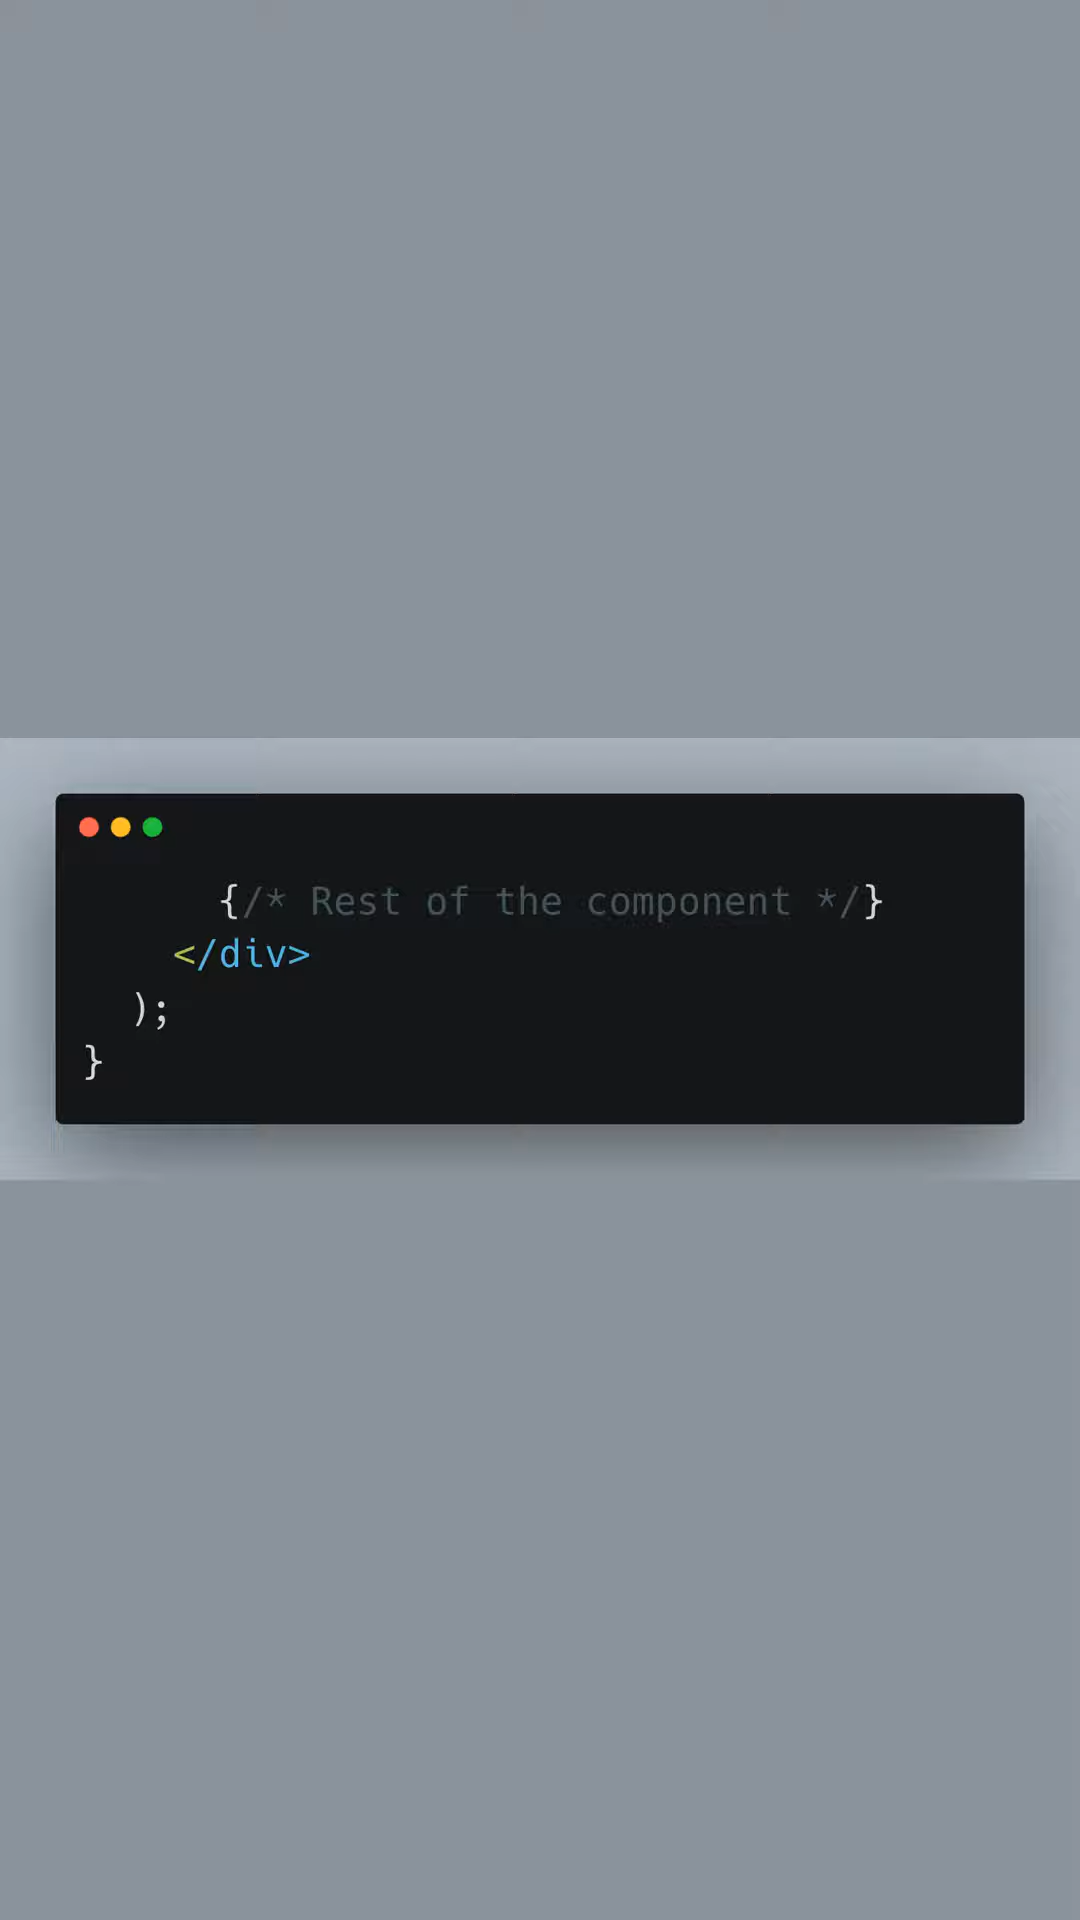 {/* Rest of the component */}
</div>
);
}